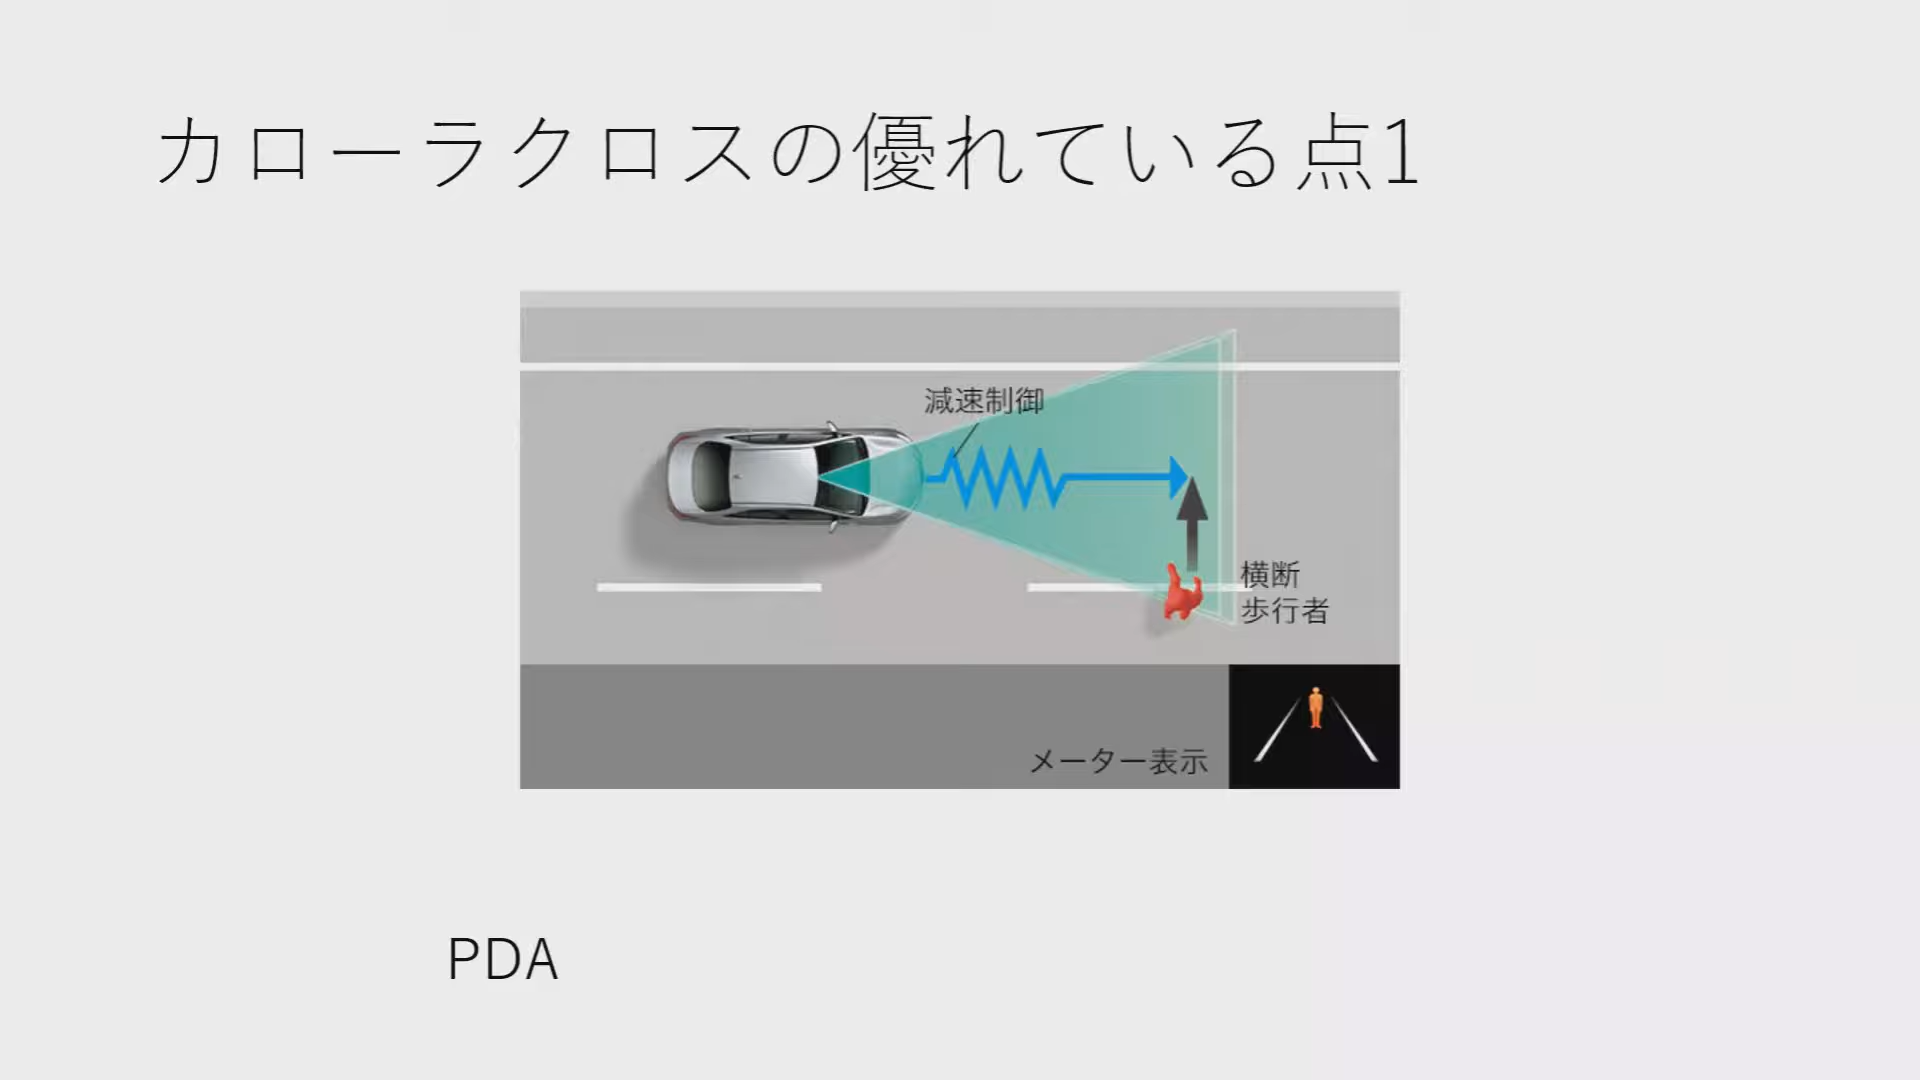 カローラクロスの優れている点1
減速制御
横断
歩行者
メーター表示
PDA